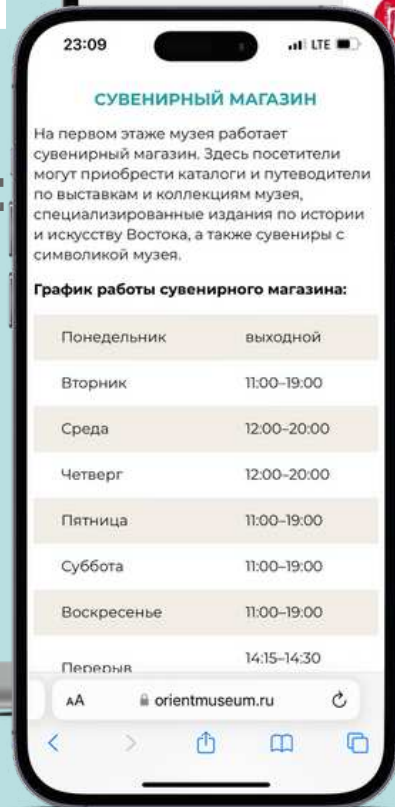 23:09
LTE
СУВЕНИРНЫЙ МАГАЗИН
На первом этаже музея работает
сувенирный магазин. Здесь посетители
могут приобрести каталоги и путеводители
по выставкам и коллекциям музея,
специализированные издания по истории
и искусству Востока, а также сувениры с
символикой музея.
График работы сувенирного магазина:
Понедельник выходной
Вторник 11:00–19:00
Среда 12:00–20:00
Четверг 12:00–20:00
Пятница 11:00–19:00
Суббота 11:00–19:00
Воскресенье 11:00–19:00
Перерыв 14:15–14:30
AA orientmuseum.ru